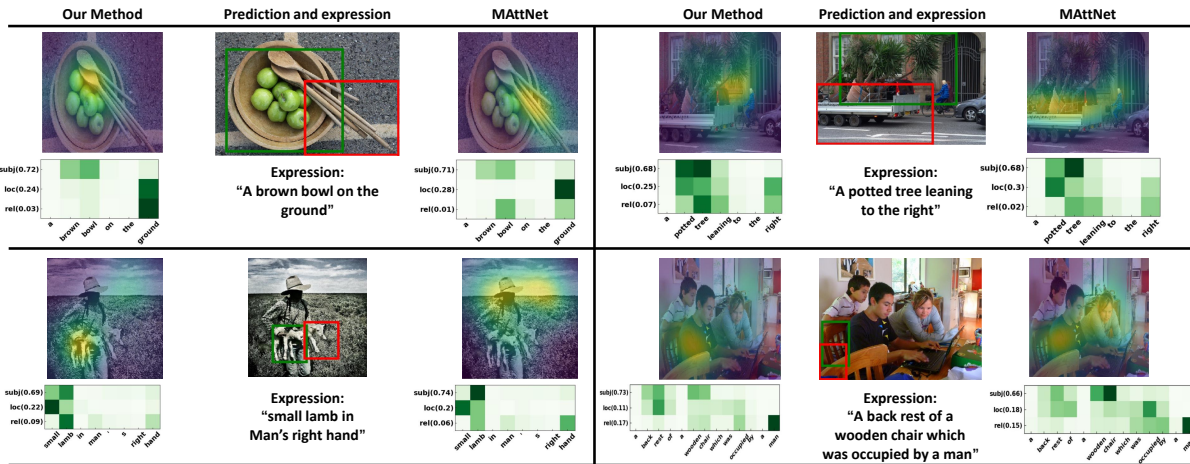 Our Method Prediction and expression MAttNet Our Method Prediction and expression MAttNet
subj(0.72)
loc(0.24)
rel(0.03)
a brown bowl on the ground
Expression:
“A brown bowl on the
ground”
subj(0.71)
loc(0.28)
rel(0.01)
a brown bowl on the ground
subj(0.68)
loc(0.25)
rel(0.07)
a potted tree leaning to the right
Expression:
“A potted tree leaning
to the right”
subj(0.68)
loc(0.3)
rel(0.02)
a potted tree leaning to the right
subj(0.69)
loc(0.22)
rel(0.09)
small lamb in man ' s right hand
Expression:
“small lamb in
Man’s right hand”
subj(0.74)
loc(0.2)
rel(0.06)
small lamb in man ' s right hand
subj(0.73)
loc(0.11)
rel(0.17)
a back rest of a wooden chair which was occupied by a man
Expression:
“A back rest of a
wooden chair which
was occupied by a man”
subj(0.66)
loc(0.18)
rel(0.15)
a back rest of a wooden chair which was occupied by a